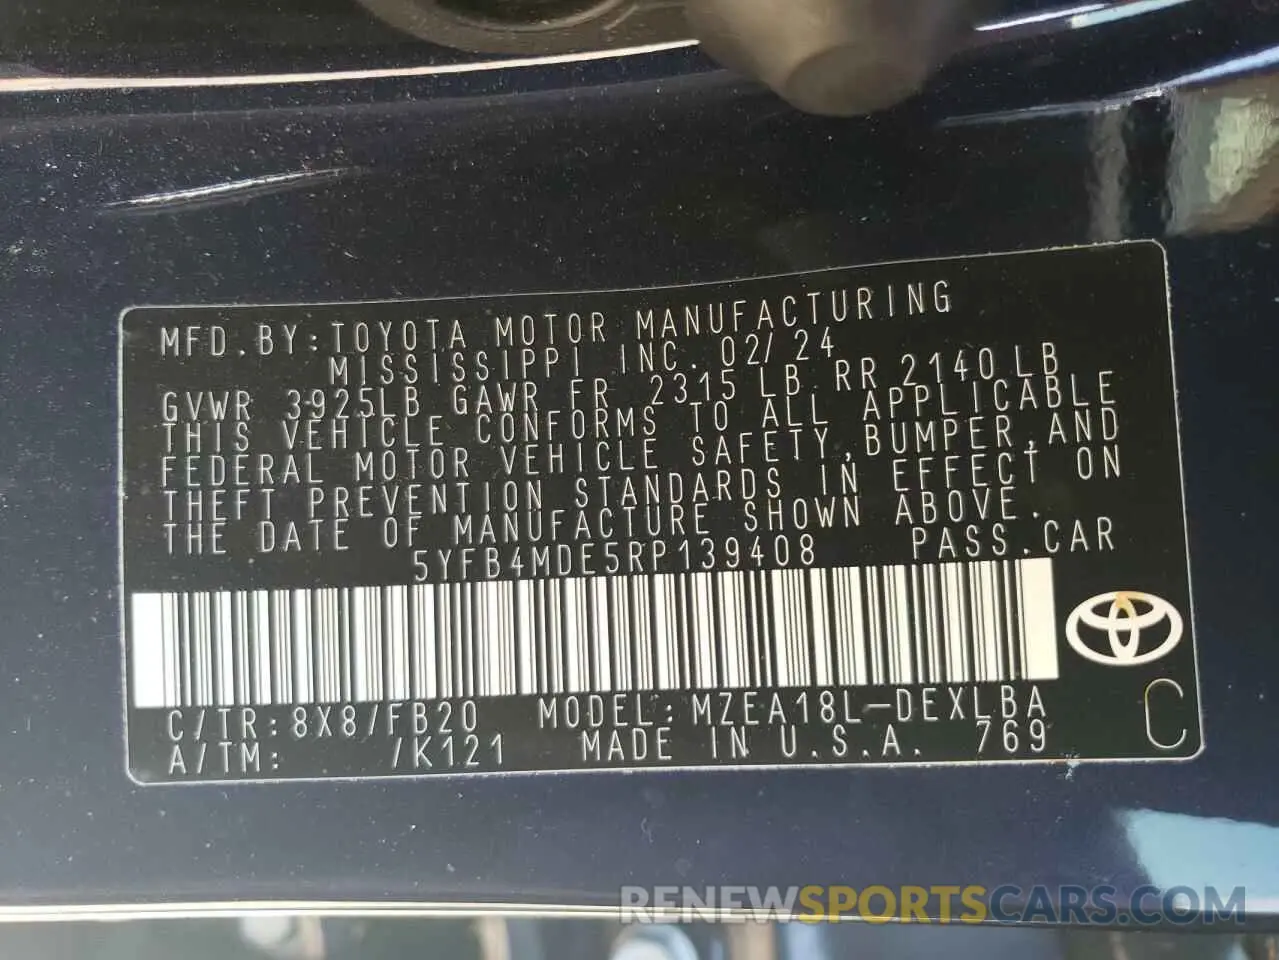 MFD.BY:TOYOTA MOTOR MANUFACTURING
MISSISSIPPI INC. 02/24
GVWR 3925LB GAWR FR 2315 LB RR 2140 LB
THIS VEHICLE CONFORMS TO ALL APPLICABLE
FEDERAL MOTOR VEHICLE SAFETY,BUMPER,AND
THEFT PREVENTION STANDARDS IN EFFECT ON
THE DATE OF MANUFACTURE SHOWN ABOVE.
5YFB4MDE5RP139408 PASS.CAR
C/TR:8X8/FB20 MODEL:MZEA18L-DEXLBA
A/TM: /K121 MADE IN U.S.A. 769
C
RENEWSPORTSCARS.COM